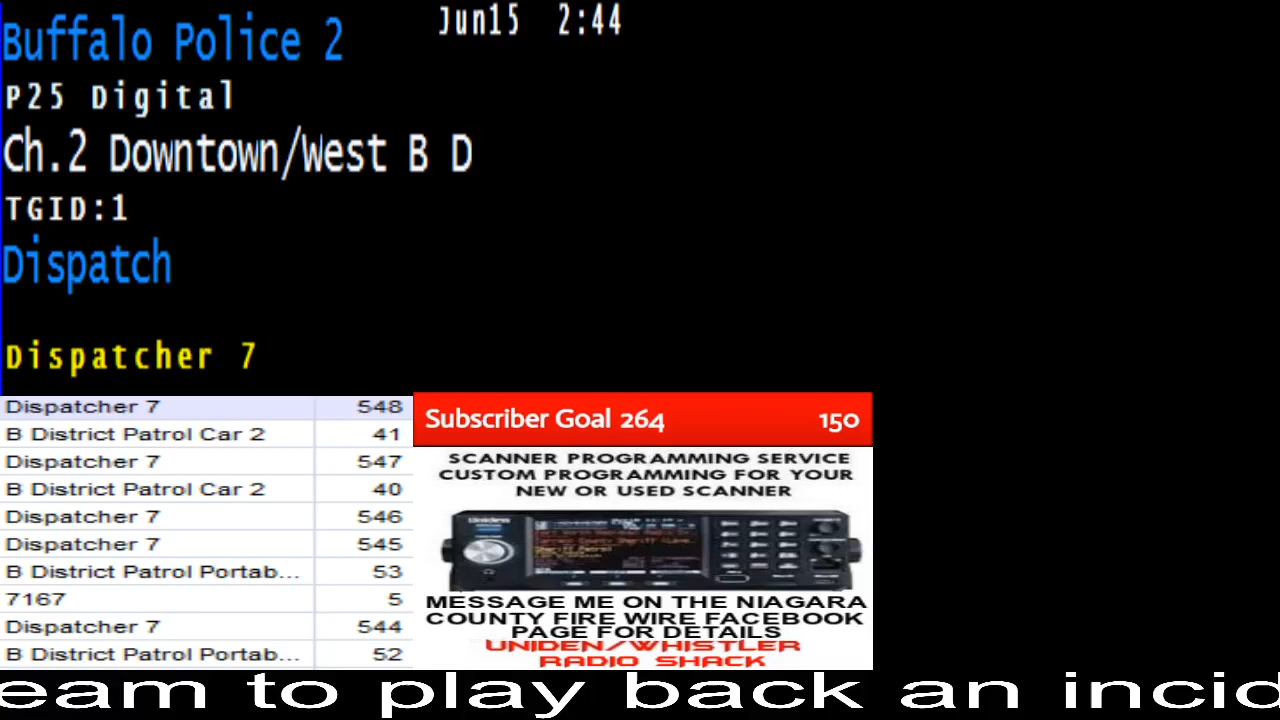 Buffalo Police 2
Jun15 2:44
P25 Digital
Ch.2 Downtown/West B D
TGID:1
Dispatch
Dispatcher 7
Dispatcher 7 548
B District Patrol Car 2 41
Dispatcher 7 547
B District Patrol Car 2 40
Dispatcher 7 546
Dispatcher 7 545
B District Patrol Portab... 53
7167 5
Dispatcher 7 544
B District Patrol Portab... 52
Subscriber Goal 264 150
SCANNER PROGRAMMING SERVICE
CUSTOM PROGRAMMING FOR YOUR
NEW OR USED SCANNER
Uniden
MESSAGE ME ON THE NIAGARA
COUNTY FIRE WIRE FACEBOOK
PAGE FOR DETAILS
UNIDEN/WHISTLER
RADIO SHACK
eam to play back an incid